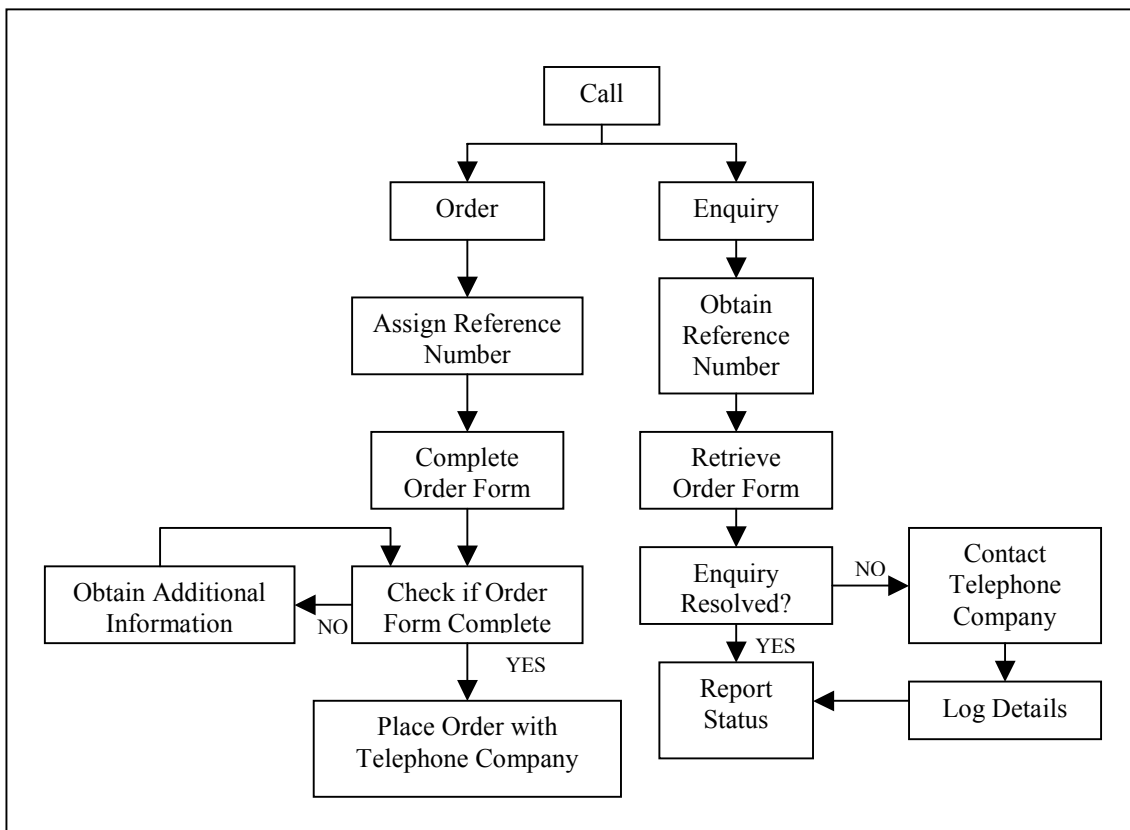 Call
Order
Enquiry
Assign Reference
Number
Obtain
Reference
Number
Complete
Order Form
Retrieve
Order Form
Obtain Additional
Information
NO
Check if Order
Form Complete
YES
Enquiry
Resolved?
NO
YES
Contact
Telephone
Company
Place Order with
Telephone Company
Report
Status
Log Details